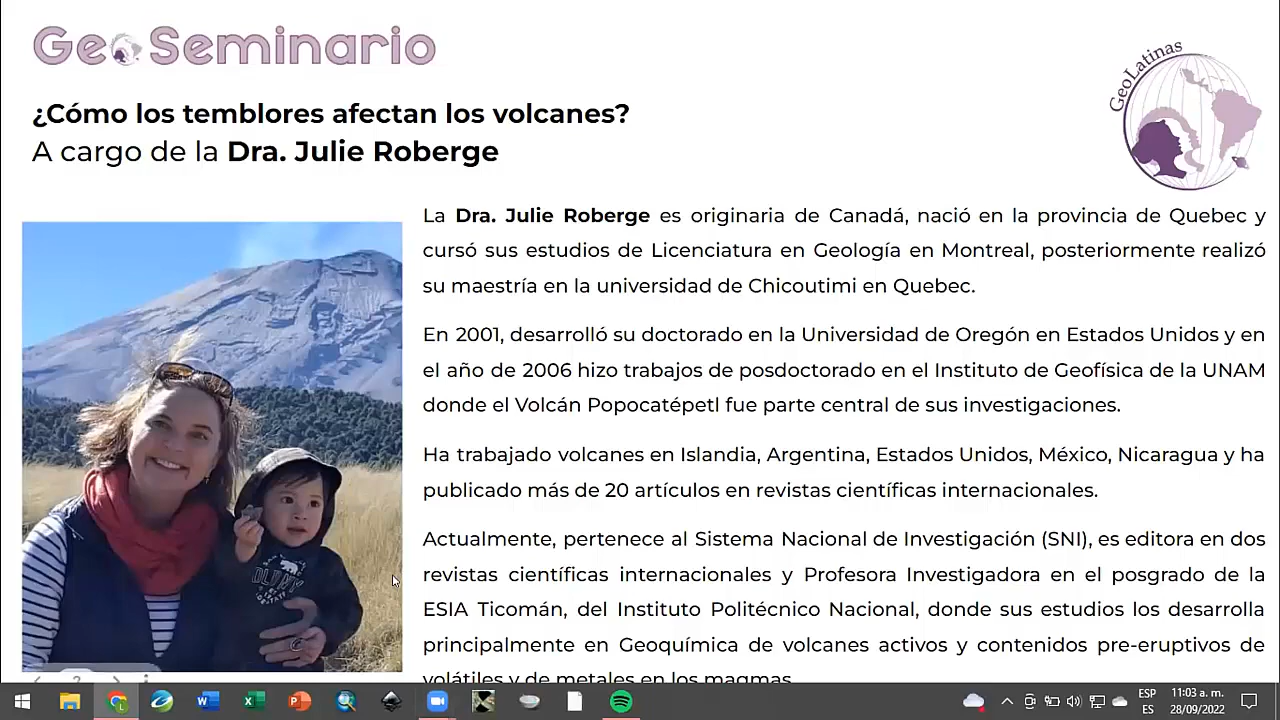 GeoSeminario
GeoLatinas
¿Cómo los temblores afectan los volcanes?
A cargo de la Dra. Julie Roberge
La Dra. Julie Roberge es originaria de Canadá, nació en la provincia de Quebec y
cursó sus estudios de Licenciatura en Geología en Montreal, posteriormente realizó
su maestría en la universidad de Chicoutimi en Quebec.
En 2001, desarrolló su doctorado en la Universidad de Oregón en Estados Unidos y en
el año de 2006 hizo trabajos de posdoctorado en el Instituto de Geofísica de la UNAM
donde el Volcán Popocatépetl fue parte central de sus investigaciones.
Ha trabajado volcanes en Islandia, Argentina, Estados Unidos, México, Nicaragua y ha
publicado más de 20 artículos en revistas científicas internacionales.
Actualmente, pertenece al Sistema Nacional de Investigación (SNI), es editora en dos
revistas científicas internacionales y Profesora Investigadora en el posgrado de la
ESIA Ticomán, del Instituto Politécnico Nacional, donde sus estudios los desarrolla
principalmente en Geoquímica de volcanes activos y contenidos pre-eruptivos de
volátiles y de metales en los magmas
ESP
ES
11:03 a. m.
28/09/2022